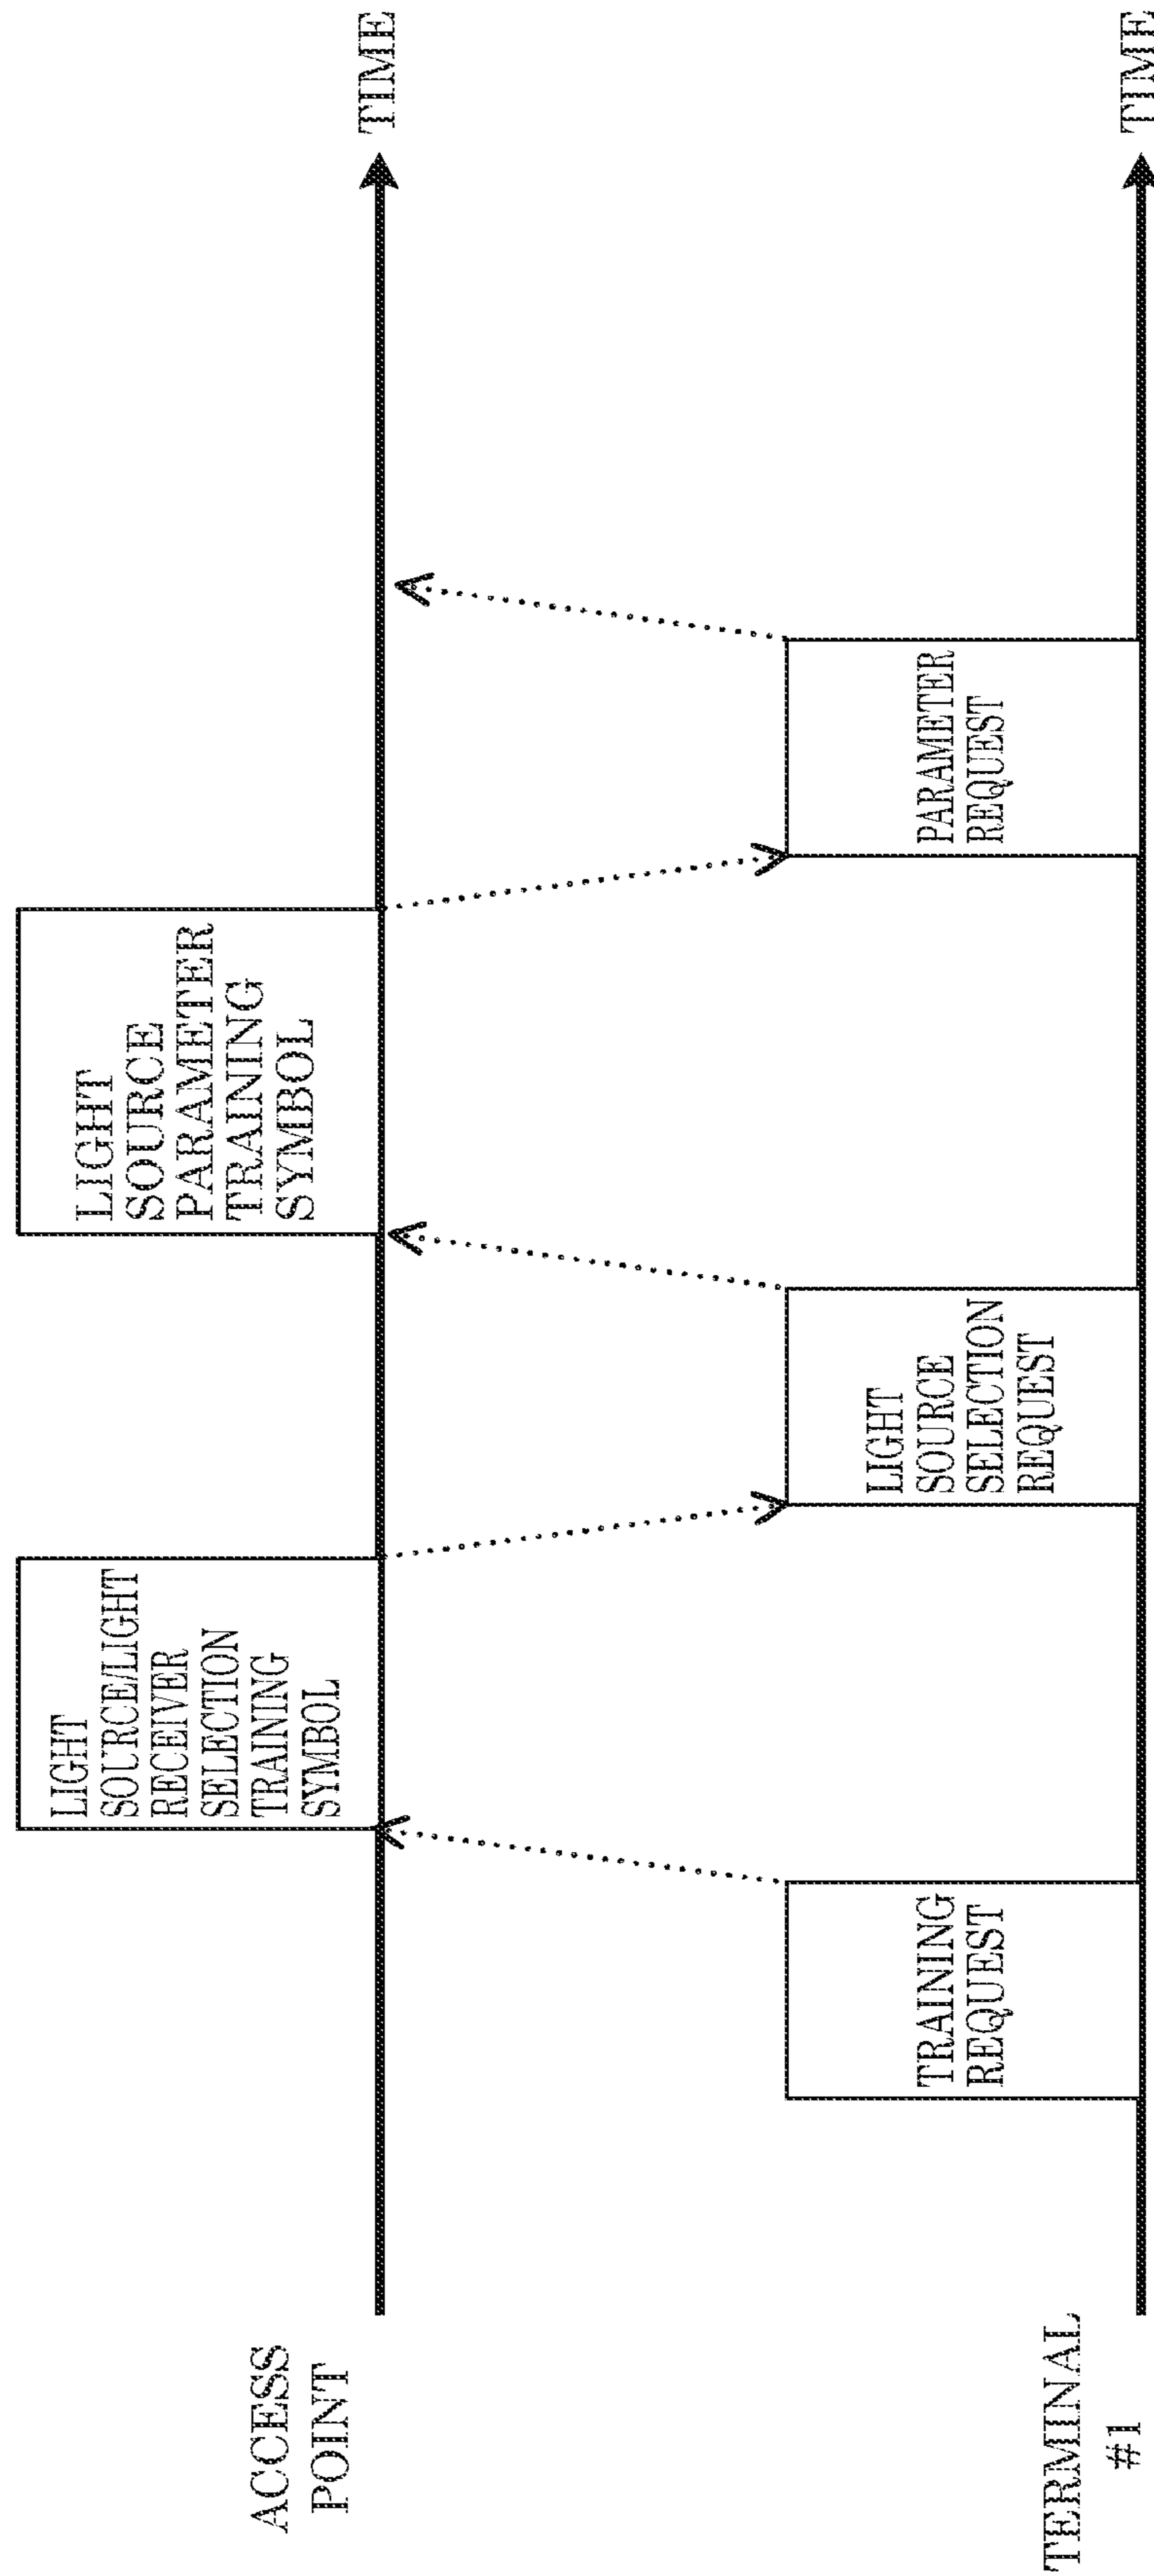 ACCESS
POINT
LIGHT
SOURCE/LIGHT
RECEIVER
SELECTION
TRAINING
SYMBOL
LIGHT
SOURCE
PARAMETER
TRAINING
SYMBOL
TIME
TERMINAL
#1
TRAINING
REQUEST
LIGHT
SOURCE
SELECTION
REQUEST
PARAMETER
REQUEST
TIME